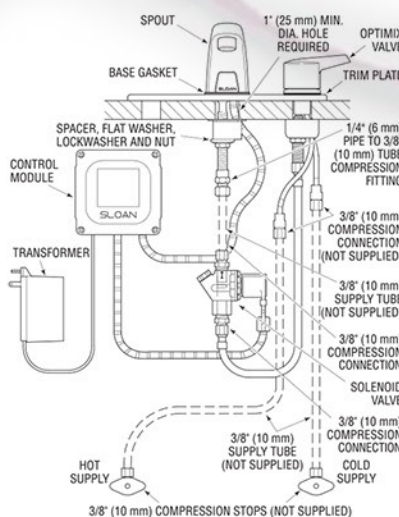 SPOUT
1" (25 mm) MIN.
DIA. HOLE
REQUIRED
OPTIMIX
VALVE
BASE GASKET
SLOAN
TRIM PLATE
SPACER, FLAT WASHER,
LOCKWASHER AND NUT
1/4" (6 mm)
PIPE TO 3/8"
(10 mm) TUBE
COMPRESSION
FITTING
CONTROL
MODULE
SLOAN
3/8" (10 mm)
COMPRESSION
CONNECTION
(NOT SUPPLIED)
TRANSFORMER
3/8" (10 mm)
SUPPLY TUBE
(NOT SUPPLIED)
3/8" (10 mm)
COMPRESSION
CONNECTION
SOLENOID
VALVE
3/8" (10 mm)
COMPRESSION
CONNECTION
3/8" (10 mm)
SUPPLY TUBE
(NOT SUPPLIED)
HOT
SUPPLY
COLD
SUPPLY
3/8" (10 mm) COMPRESSION STOPS (NOT SUPPLIED)